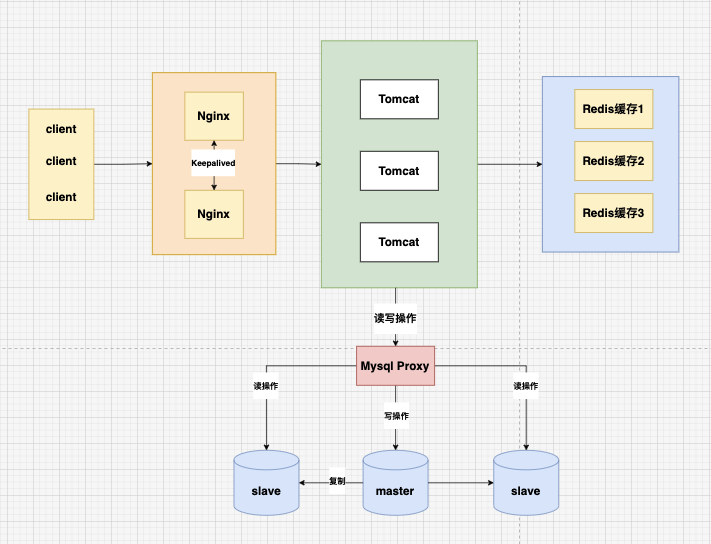 client
client
client
Nginx
Keepalived
Nginx
Tomcat
Tomcat
Tomcat
Redis缓存1
Redis缓存2
Redis缓存3
读写操作
Mysql Proxy
读操作
写操作
读操作
slave
复制
master
slave